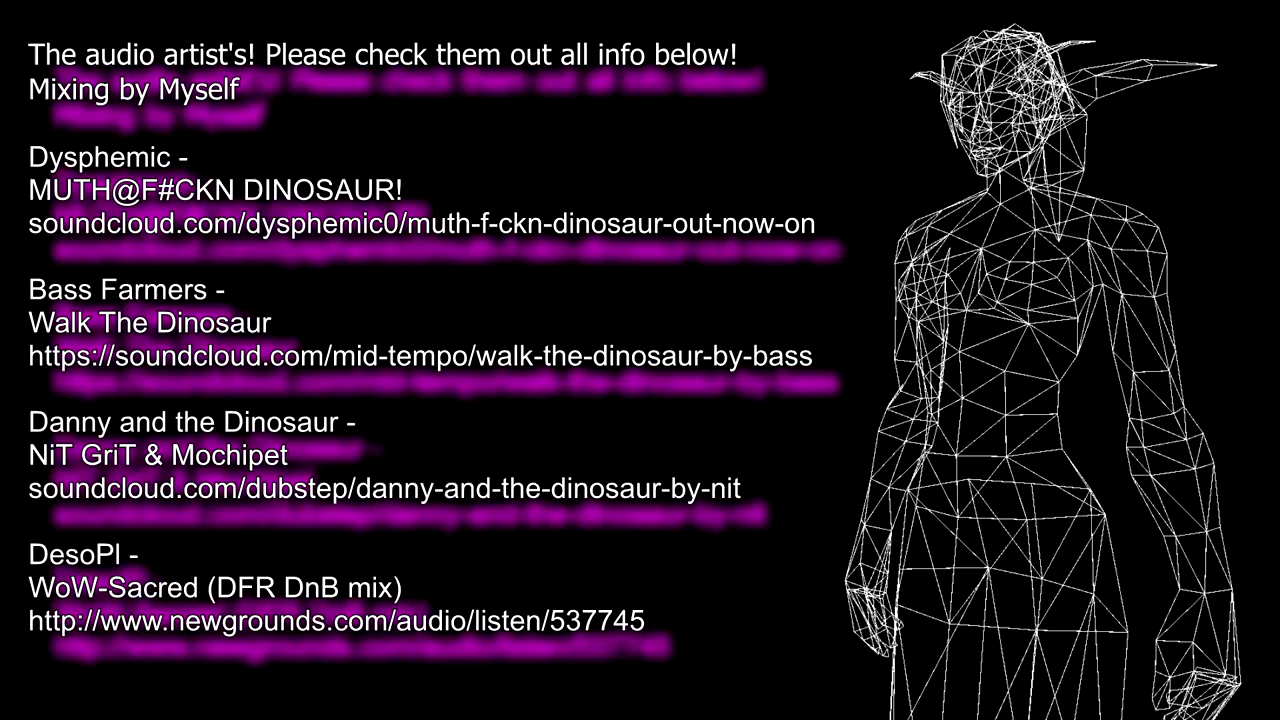 The audio artist's! Please check them out all info below!
Mixing by Myself
Dysphemic -
MUTH@F#CKN DINOSAUR!
soundcloud.com/dysphemic0/muth-f-ckn-dinosaur-out-now-on
Bass Farmers -
Walk The Dinosaur
https://soundcloud.com/mid-tempo/walk-the-dinosaur-by-bass
Danny and the Dinosaur -
NiT GriT & Mochipet
soundcloud.com/dubstep/danny-and-the-dinosaur-by-nit
DesoPl -
WoW-Sacred (DFR DnB mix)
http://www.newgrounds.com/audio/listen/537745